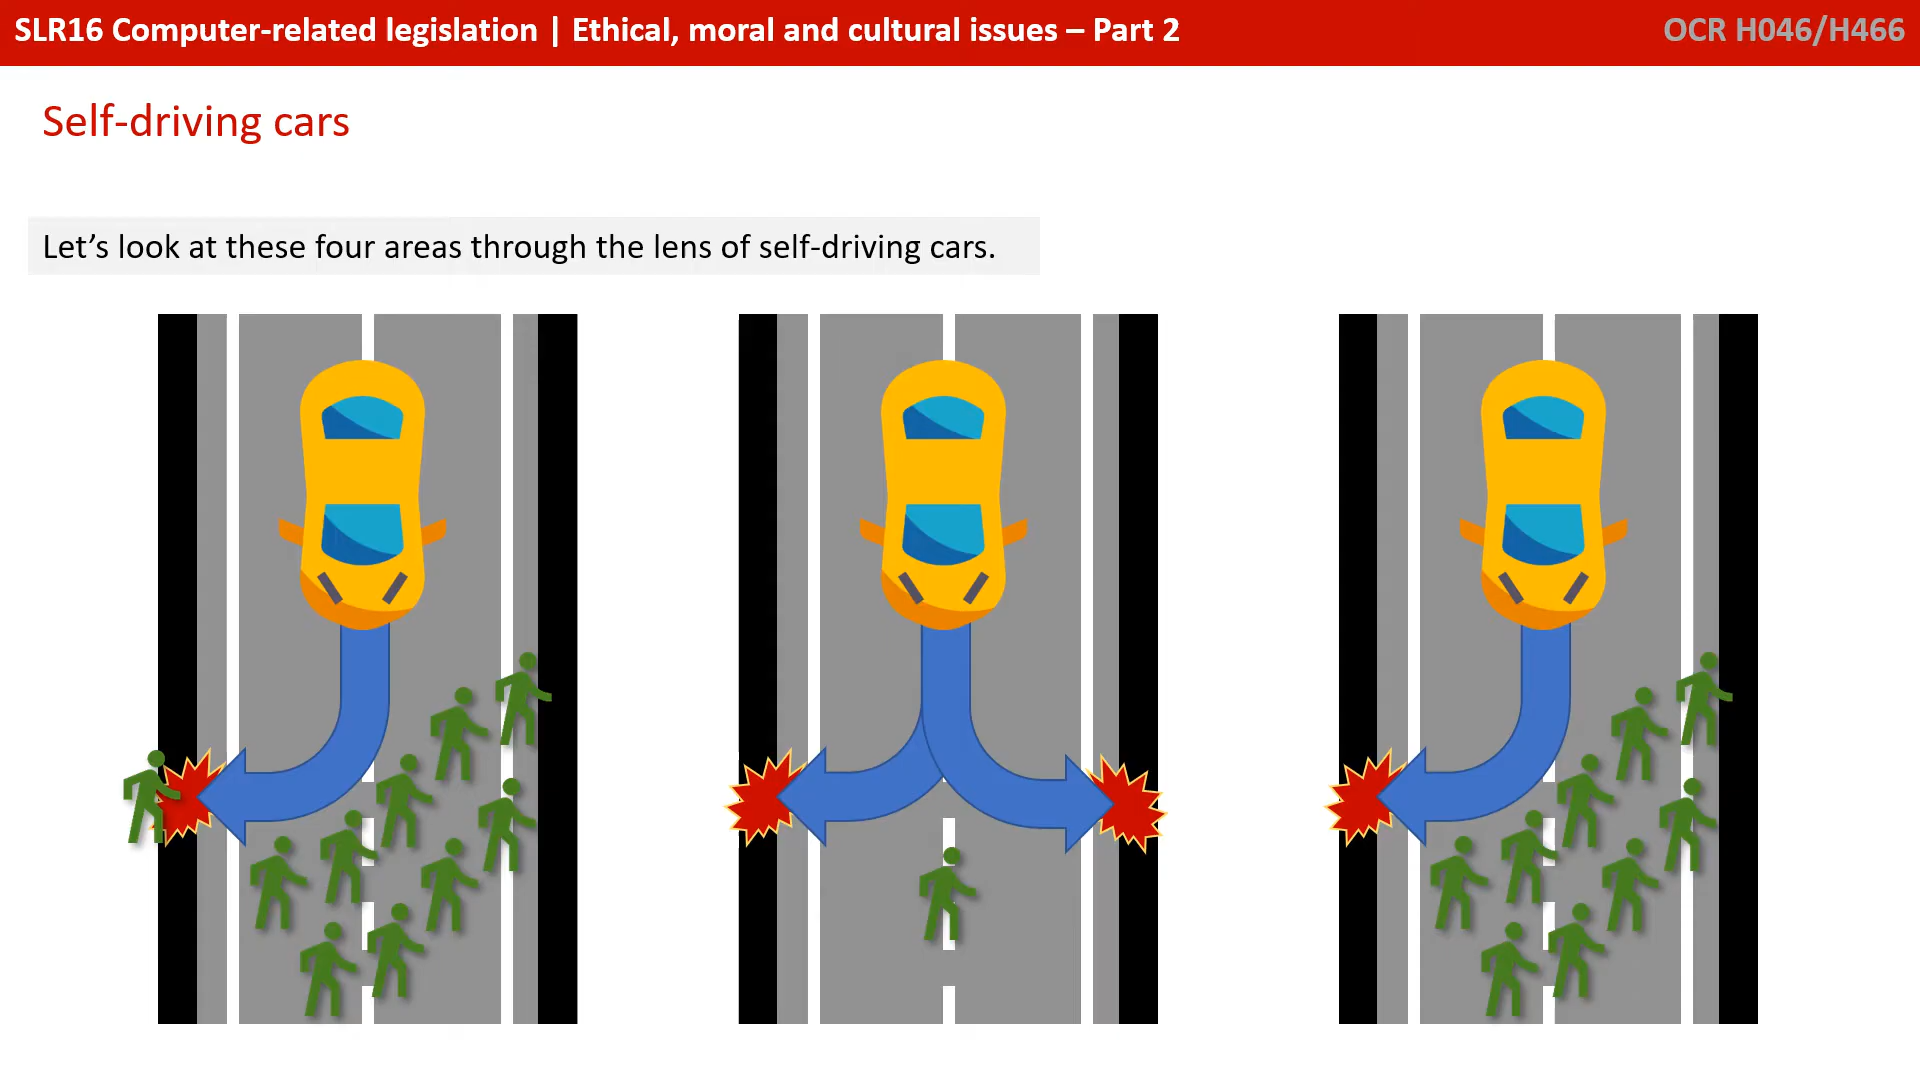 SLR16 Computer-related legislation | Ethical, moral and cultural issues – Part 2
OCR H046/H466
Self-driving cars
Let’s look at these four areas through the lens of self-driving cars.